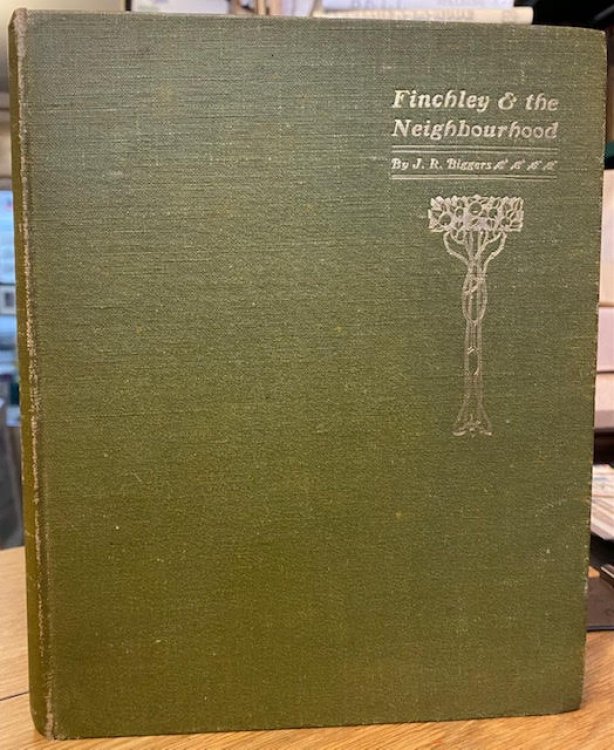 Finchley & the
Neighbourhood
By J. R. Biggers